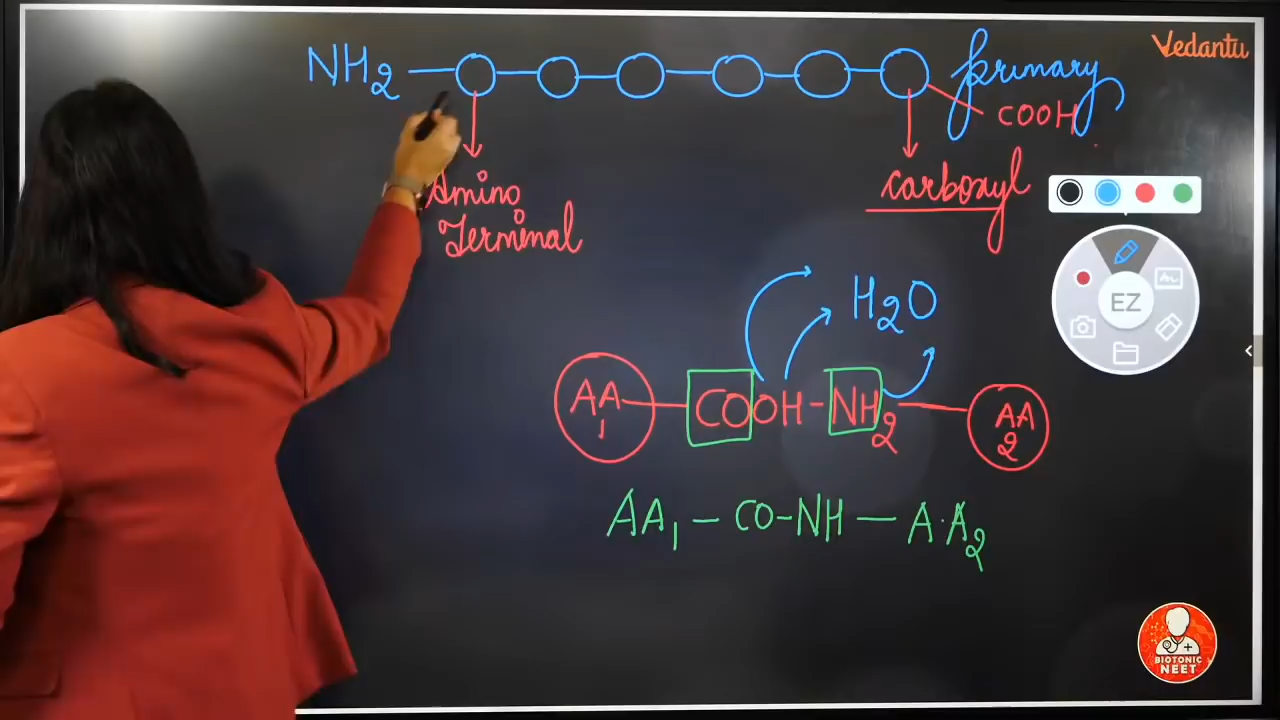 Vedantu
NH2 primary
COOH
Amino
Terminal
carboxyl
H2O
EZ
AA1 COOH - NH2 AA2
AA1 - CO-NH - A.A2
BIOTONIC
NEET